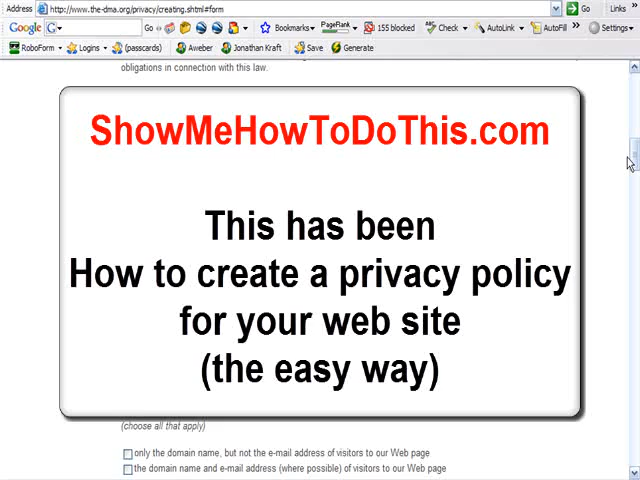 Address http://www.the-dma.org/privacy/creating.shtml#form Go Links
Google G Go Bookmarks PageRank 155 blocked Check AutoLink AutoFill Settings
RoboForm Logins (passcards) Aweber Jonathan Kraft Save Generate
obligations in connection with this law.
ShowMeHowToDoThis.com
This has been
How to create a privacy policy
for your web site
(the easy way)
(choose all that apply)
only the domain name, but not the e-mail address of visitors to our Web page
the domain name and e-mail address (where possible) of visitors to our Web page